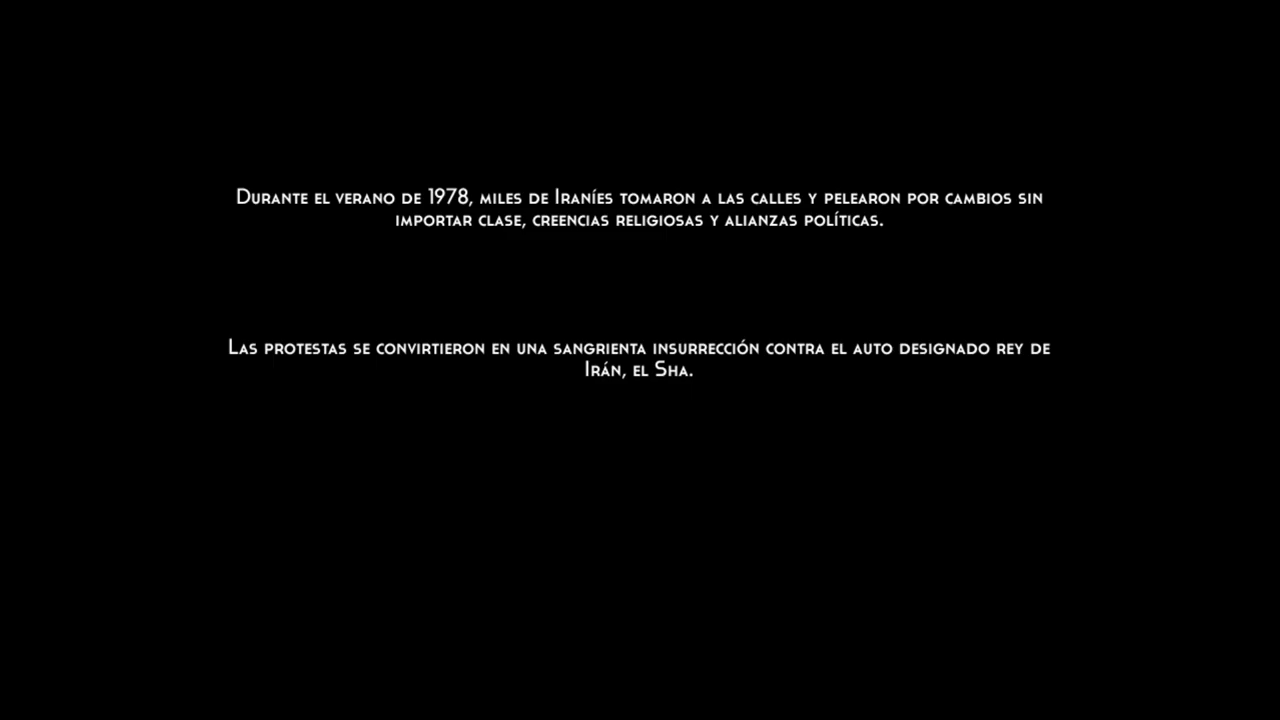 Durante el verano de 1978, miles de Iraníes tomaron a las calles y pelearon por cambios sin
importar clase, creencias religiosas y alianzas políticas.
Las protestas se convirtieron en una sangrienta insurrección contra el auto designado rey de
Irán, el Sha.